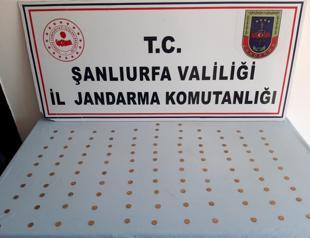 T.C.
ŞANLIURFA VALİLİĞİ
İL JANDARMA KOMUTANLIĞI